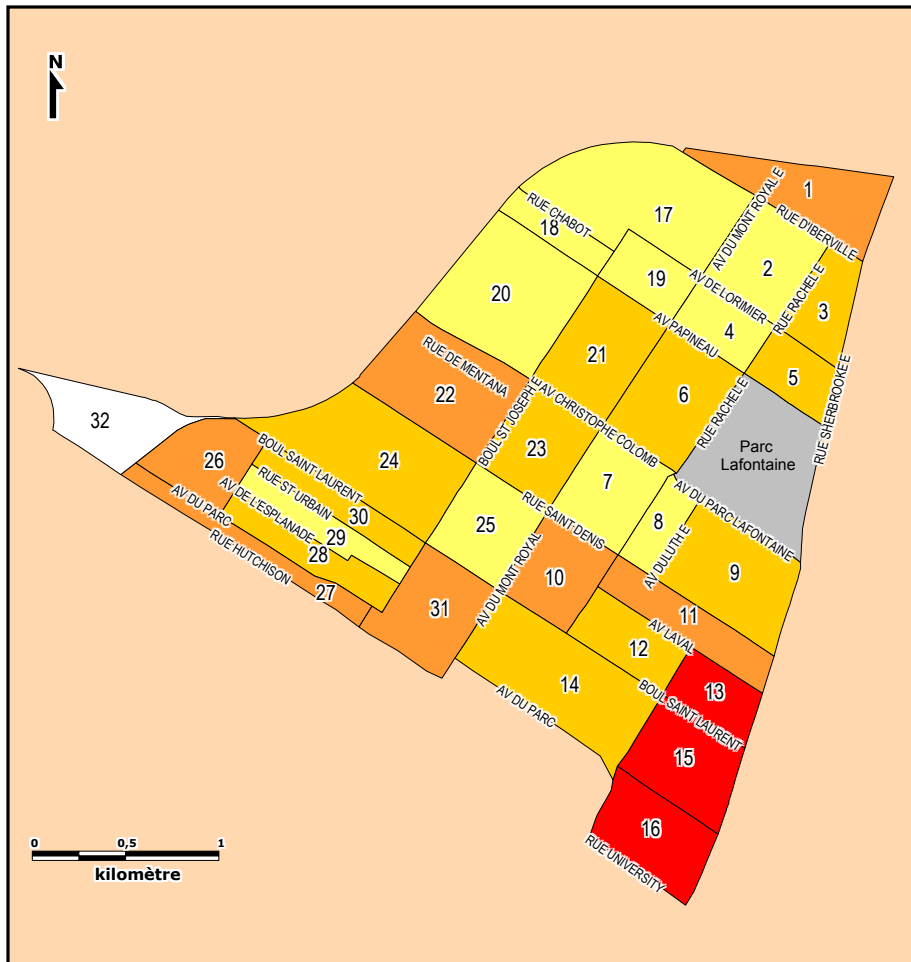 N
1
RUE D'IBERVILLE
AV DU MONT ROYAL E
17
RUE CHABOT
18
2
RUE RACHEL E
3
19
AV DE LORIMIER
20
4
AV PAPINEAU
21
5
RUE SHERBROOKE E
RUE DE MENTANA
22
6
RUE RACHEL E
BOUL ST JOSEPH E
AV CHRISTOPHE COLOMB
32
Parc
Lafontaine
23
26
BOUL SAINT LAURENT
24
7
RUE ST-URBAIN
AV DU PARC
AV DE L'ESPLANADE
30
RUE SAINT DENIS
AV DU PARC LAFONTAINE
25
8
29
28
RUE HUTCHISON
AV DULUTH E
9
10
AV DU MONT ROYAL
27
31
11
AV LAVAL
12
14
13
AV DU PARC
BOUL SAINT LAURENT
15
16
RUE UNIVERSITY
0 0,5 1
kilomètre